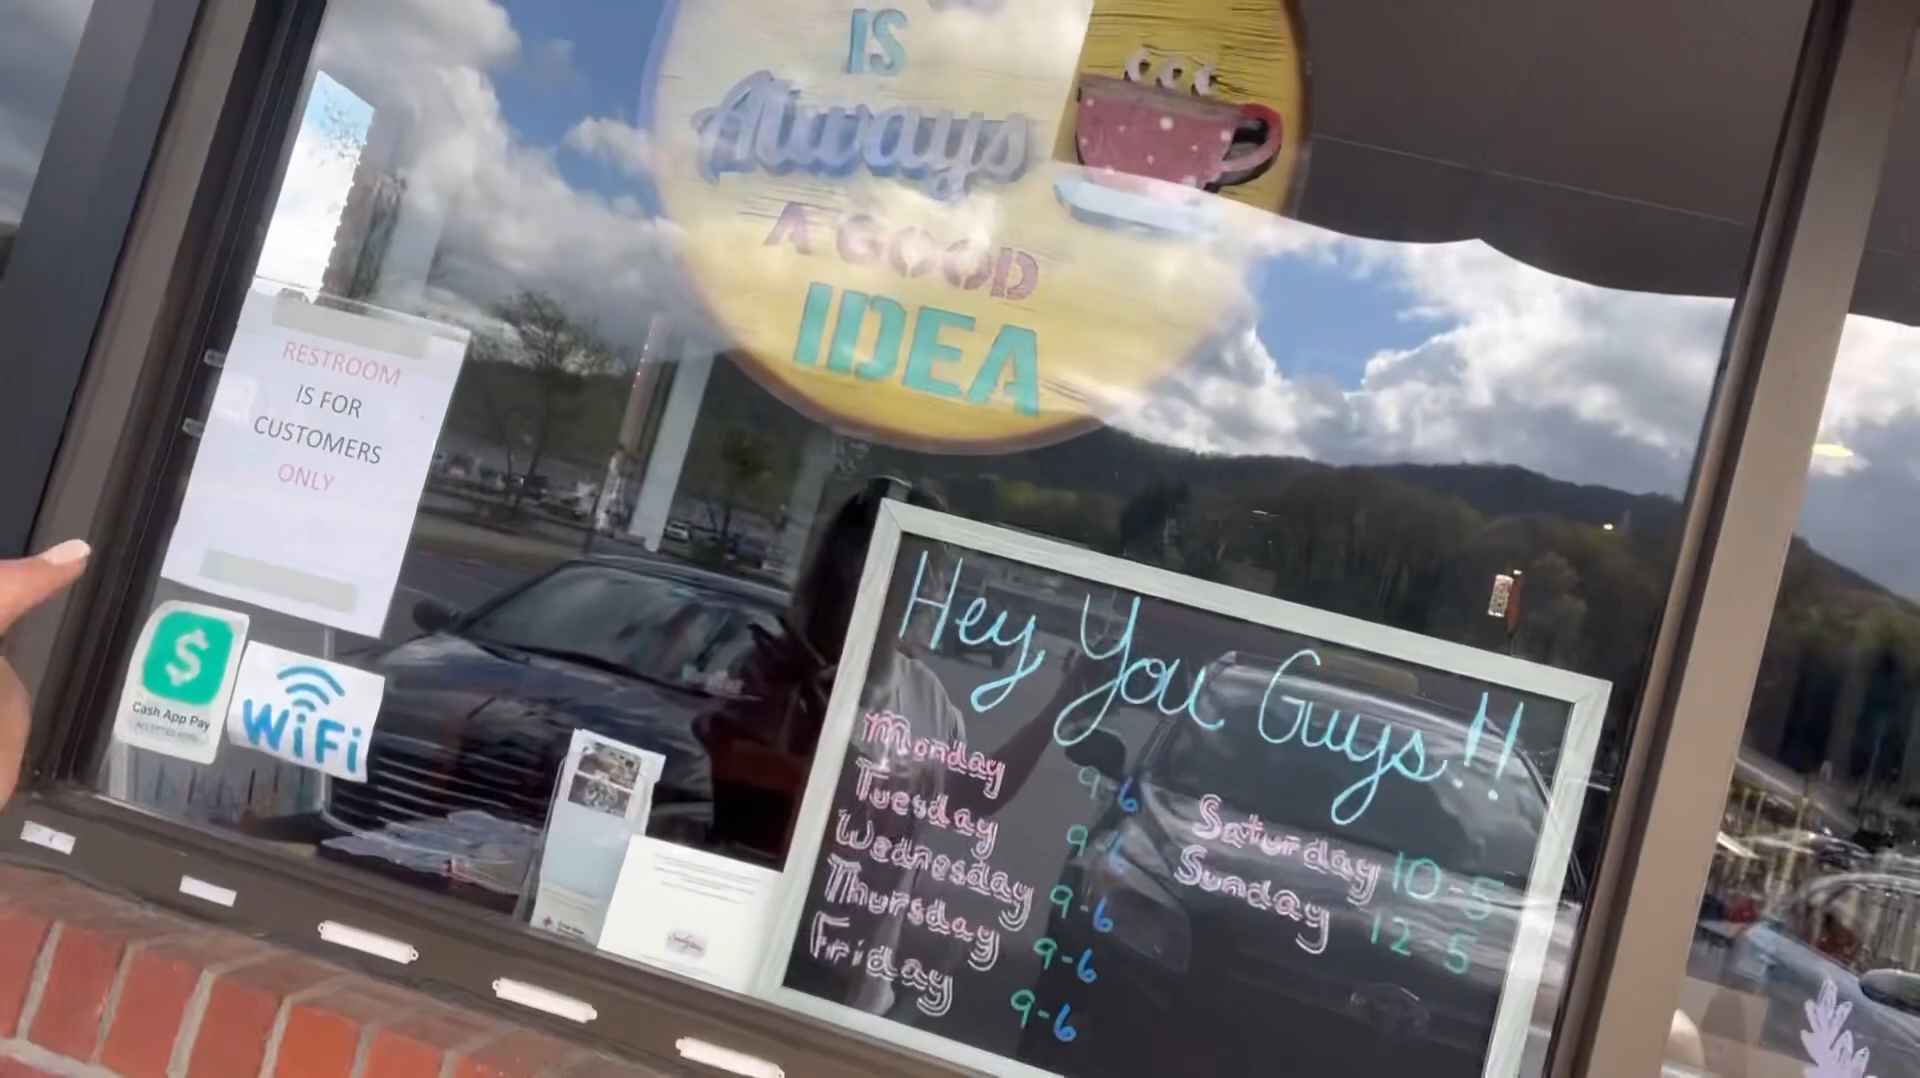 IS
Always
A GOOD
IDEA
RESTROOM
IS FOR
CUSTOMERS
ONLY
$
Cash App Pay
WiFi
Hey You Guys!!
Monday 9-6
Tuesday 9-6
Wednesday 9-6
Thursday 9-6
Friday 9-6
Saturday 10-5
Sunday 12 5